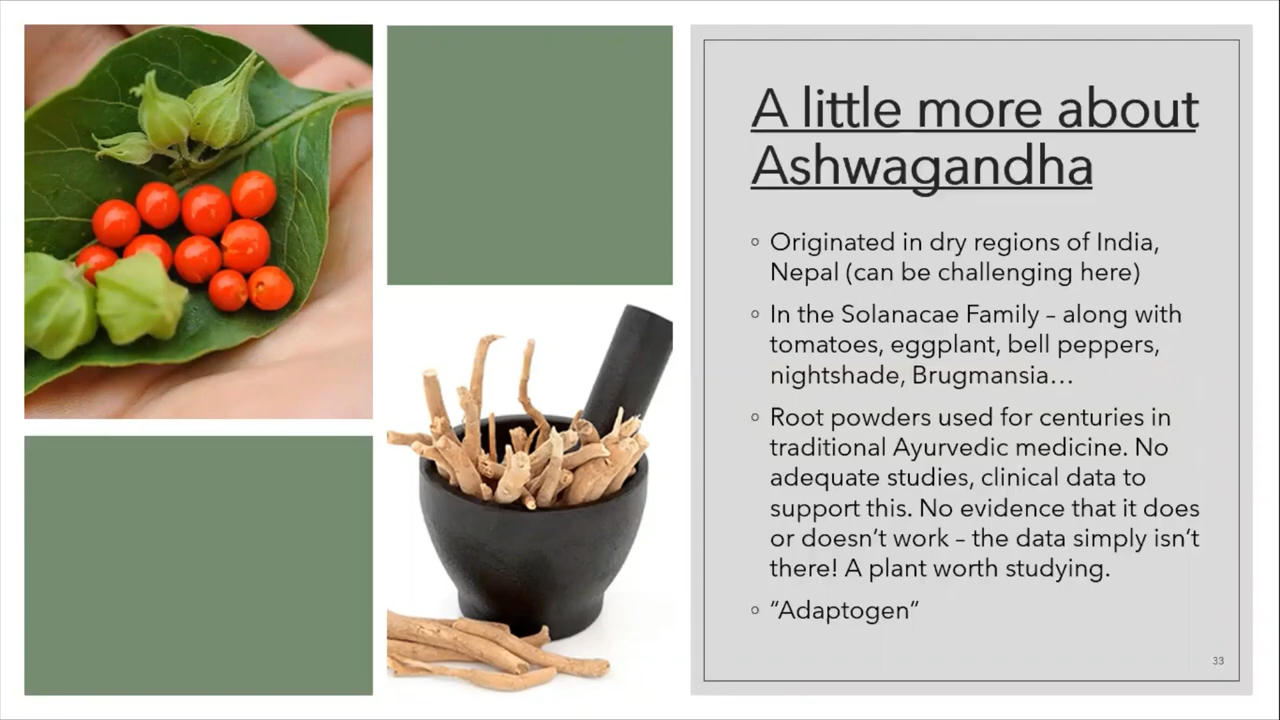 A little more about
Ashwagandha
◦ Originated in dry regions of India,
Nepal (can be challenging here)
◦ In the Solanacae Family – along with
tomatoes, eggplant, bell peppers,
nightshade, Brugmansia…
◦ Root powders used for centuries in
traditional Ayurvedic medicine. No
adequate studies, clinical data to
support this. No evidence that it does
or doesn’t work – the data simply isn’t
there! A plant worth studying.
◦ “Adaptogen”
33